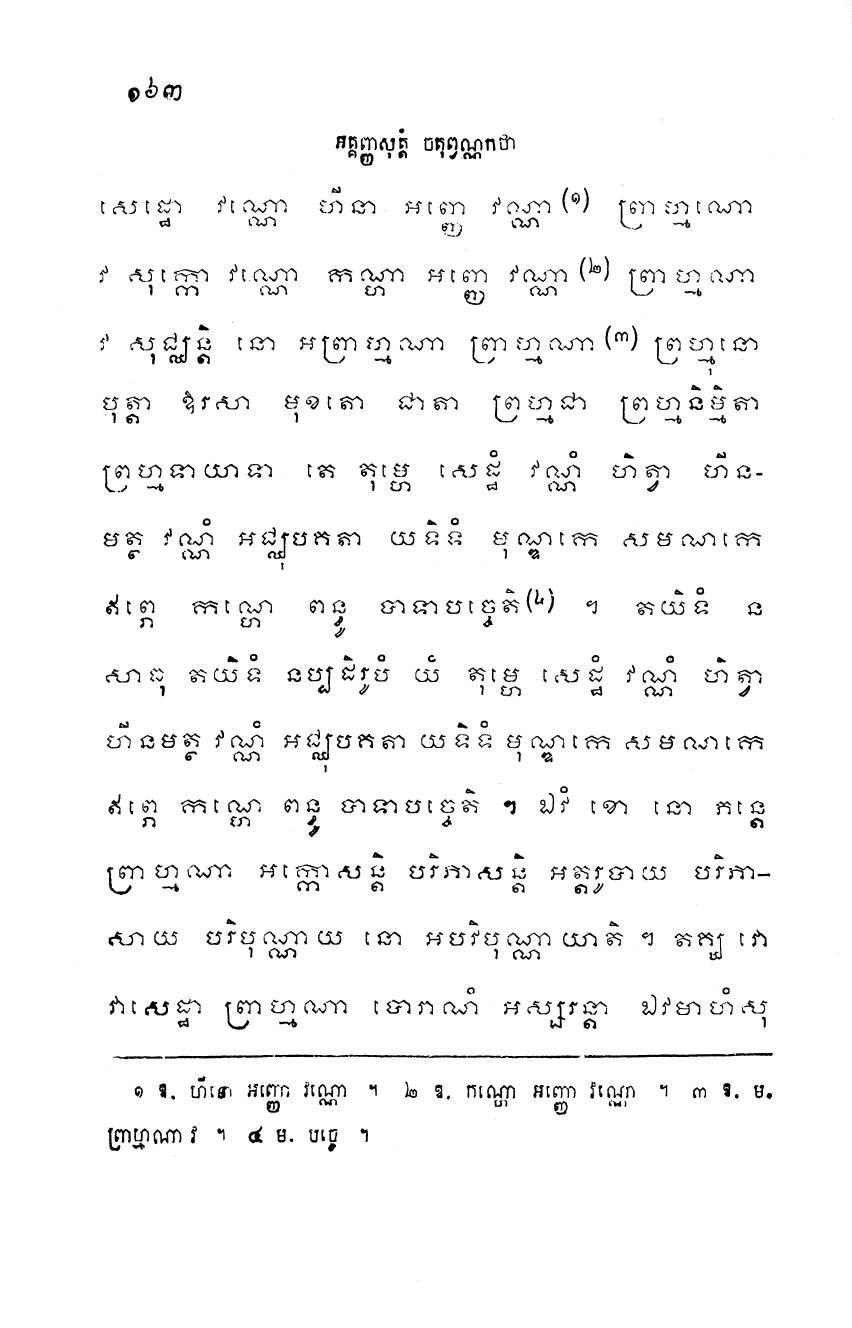 ១៦៣
អគ្គញ្ញសុត្តំ ចតុព្វណ្ណកថា
សេដ្ឋោ វណ្ណោ ហីនា អញ្ញេ វណ្ណា (១) ព្រាហ្មណោ
វ សុក្កោ វណ្ណោ កណ្ហា អញ្ញេ វណ្ណា (២) ព្រាហ្មណា
វ សុជ្ឈន្តិ នោ អព្រាហ្មណា ព្រាហ្មណា (៣) ព្រហ្មុនោ
បុត្តា ឱរសា មុខតោ ជាតា ព្រហ្មជា ព្រហ្មនិម្មិតា
ព្រហ្មទាយាទា តេ តុម្ហេ សេដ្ឋំ វណ្ណំ ហិត្វា ហីន-
មត្ថ វណ្ណំ អជ្ឈុបគតា យទិទំ មុណ្ឌកេ សមណកេ
ឥព្ភេ កណ្ហេ ពន្ធូ បាទាបច្ចេតិ (៤) ។ តយិទំ ន
សាធុ តយិទំ នប្បដិរូបំ យំ តុម្ហេ សេដ្ឋំ វណ្ណំ ហិត្វា
ហីនមត្ថ វណ្ណំ អជ្ឈុបគតា យទិទំ មុណ្ឌកេ សមណកេ
ឥព្ភេ កណ្ហេ ពន្ធូ បាទាបច្ចេតិ ។ ឯវំ ខោ នោ ភន្តេ
ព្រាហ្មណា អក្កោសន្តិ បរិភាសន្តិ អត្តរូបាយ បរិភា-
សាយ បរិបុណ្ណាយ នោ អបរិបុណ្ណាយាតិ ។ តគ្ឃ វោ
វាសេដ្ឋា ព្រាហ្មណា បោរាណំ អស្សរន្តា ឯវមាហំសុ
១ ឱ. ហីនោ អញ្ញោ វណ្ណោ ។ ២ ឱ. កណ្ហោ អញ្ញោ វណ្ណោ ។ ៣ ឱ. ម.
ព្រាហ្មណាវ ។ ៤ ម. បច្ចេ ។